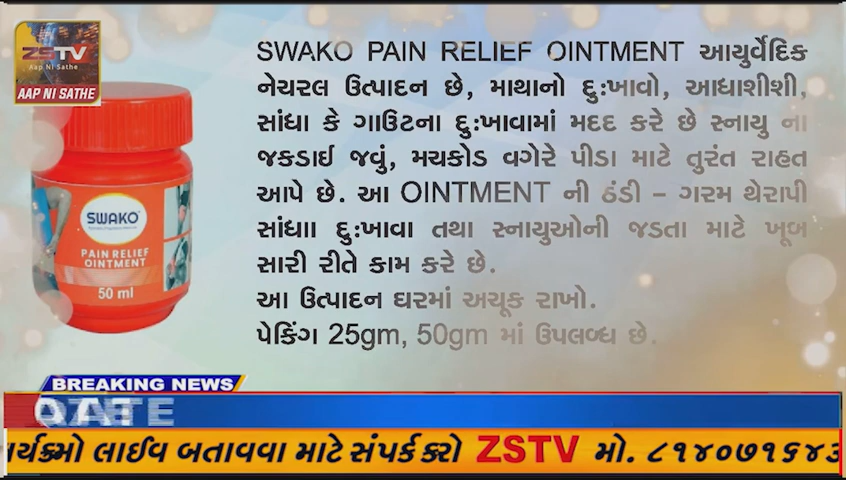 ZSTV
Aap Ni Sathe
AAP NI SATHE
SWAKO PAIN RELIEF OINTMENT આયુર્વેદિક
નેચરલ ઉત્પાદન છે, માથાનો દુઃખાવો, આધાશીશી,
સાંધા કે ગાઉટના દુઃખાવામાં મદદ કરે છે સ્નાયુ ના
જકડાઈ જવું, મચકોડ વગેરે પીડા માટે તુરંત રાહત
આપે છે. આ OINTMENT ની ઠંડી – ગરમ થેરાપી
સાંધાા દુઃખાવા તથા સ્નાયુઓની જડતા માટે ખૂબ
સારી રીતે કામ કરે છે.
આ ઉત્પાદન ઘરમાં અચૂક રાખો.
પેકિંગ 25gm, 50gm માં ઉપલબ્ધ છે.
SWAKO
PAIN RELIEF
OINTMENT
50 ml
BREAKING NEWS
ર્યક્રમો લાઈવ બતાવવા માટે સંપર્ક કરો ZSTV મો. ૮૧૪૦૭૧૬૪૩